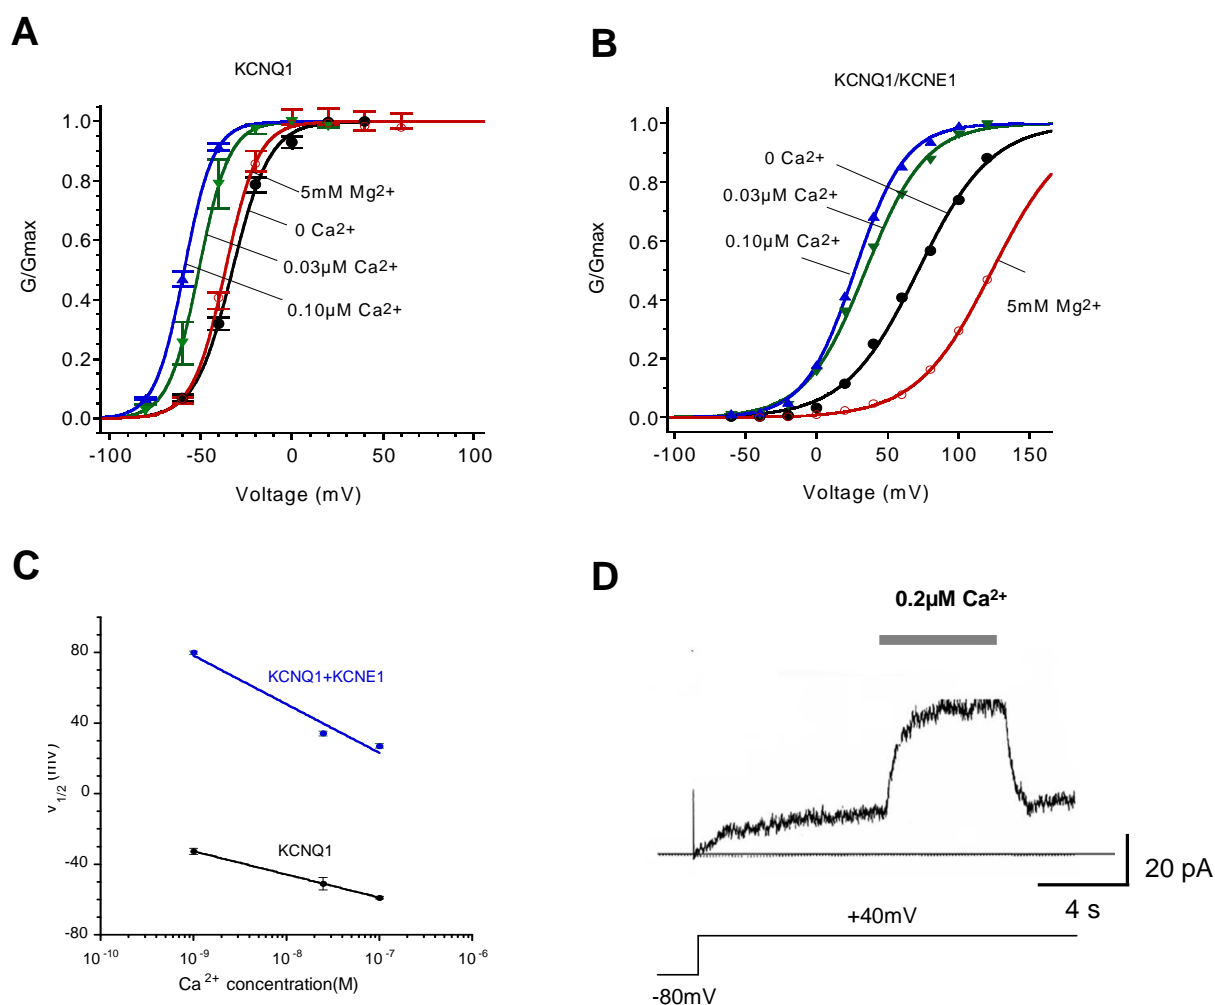 A
KCNQ1
1.0
0.8
0.6
0.4
0.2
0.0
G/Gmax
5mM Mg2+
0 Ca2+
0.03µM Ca2+
0.10µM Ca2+
-100
-50
0
50
100
Voltage (mV)
B
KCNQ1/KCNE1
1.0
0.8
0.6
0.4
0.2
0.0
G/Gmax
0 Ca2+
0.03µM Ca2+
0.10µM Ca2+
5mM Mg2+
-100
-50
0
50
100
150
Voltage (mV)
C
80
40
0
-40
-80
V1/2 (mV)
KCNQ1+KCNE1
KCNQ1
10-10
10-9
10-8
10-7
10-6
Ca 2+ concentration(M)
D
0.2µM Ca2+
20 pA
4 s
+40mV
-80mV